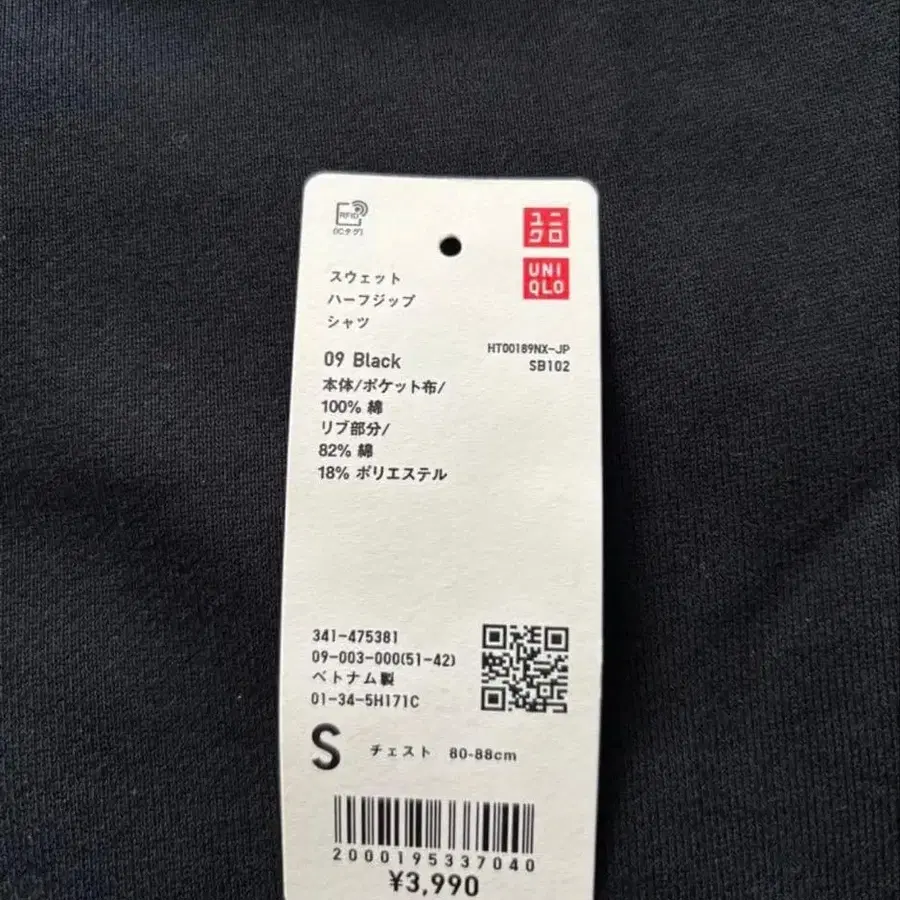 RFID
(ICタグ)
ユニ
クロ
UNI
QLO
スウェット
ハーフジップ
シャツ
HT00189NX-JP
09 Black
SB102
本体/ポケット布/
100% 綿
リブ部分/
82% 綿
18% ポリエステル
341-475381
09-003-000(51-42)
ベトナム製
01-34-5H171C
S チェスト 80-88cm
2000195337040
¥3,990